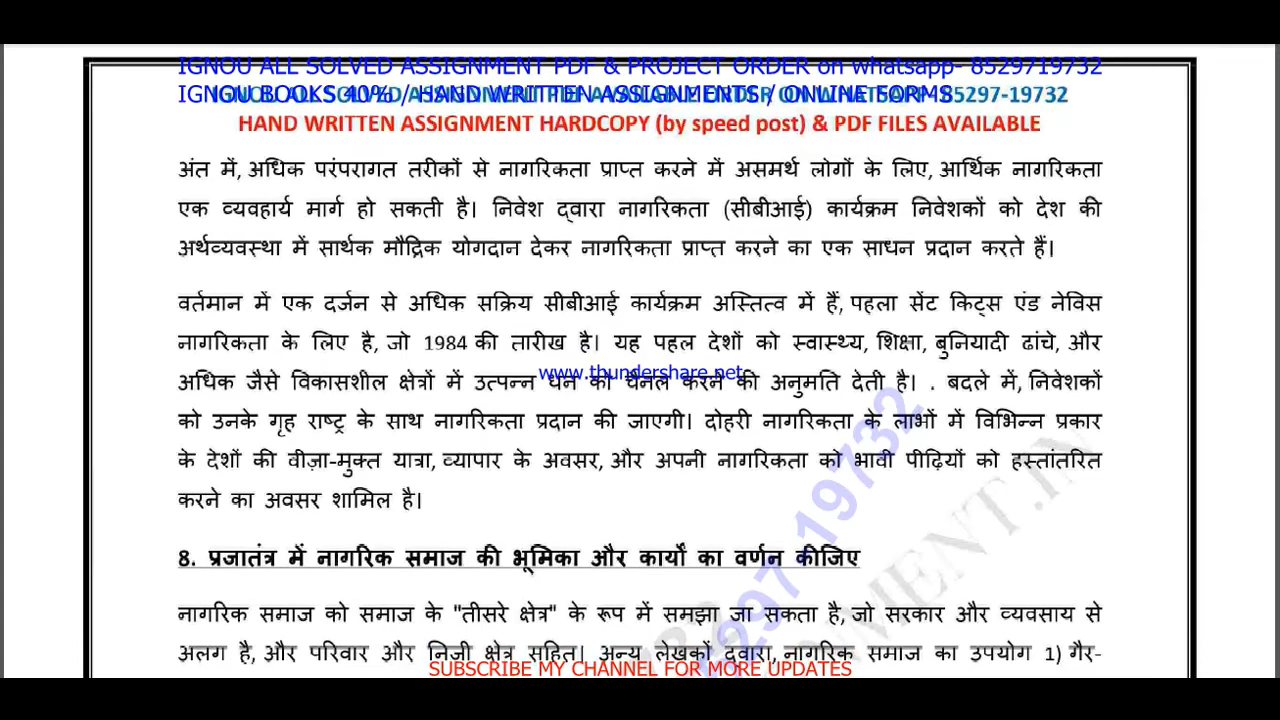 IGNOU ALL SOLVED ASSIGNMENT PDF & PROJECT ORDER on whatsapp- 8529719732
IGNOU BOOKS 40% / HAND WRITTEN ASSIGNMENTS / ONLINE FORMS
85297-19732
HAND WRITTEN ASSIGNMENT HARDCOPY (by speed post) & PDF FILES AVAILABLE
अंत में, अधिक परंपरागत तरीकों से नागरिकता प्राप्त करने में असमर्थ लोगों के लिए, आर्थिक नागरिकता
एक व्यवहार्य मार्ग हो सकती है। निवेश द्वारा नागरिकता (सीबीआई) कार्यक्रम निवेशकों को देश की
अर्थव्यवस्था में सार्थक मौद्रिक योगदान देकर नागरिकता प्राप्त करने का एक साधन प्रदान करते हैं।
वर्तमान में एक दर्जन से अधिक सक्रिय सीबीआई कार्यक्रम अस्तित्व में हैं, पहला सेंट किट्स एंड नेविस
नागरिकता के लिए है, जो 1984 की तारीख है। यह पहल देशों को स्वास्थ्य, शिक्षा, बुनियादी ढांचे, और
www.thundershare.net
अधिक जैसे विकासशील क्षेत्रों में उत्पन्न धन को चैनल करने की अनुमति देती है। . बदले में, निवेशकों
को उनके गृह राष्ट्र के साथ नागरिकता प्रदान की जाएगी। दोहरी नागरिकता के लाभों में विभिन्न प्रकार
के देशों की वीज़ा-मुक्त यात्रा, व्यापार के अवसर, और अपनी नागरिकता को भावी पीढ़ियों को हस्तांतरित
करने का अवसर शामिल है।
8. प्रजातंत्र में नागरिक समाज की भूमिका और कार्यों का वर्णन कीजिए
नागरिक समाज को समाज के "तीसरे क्षेत्र" के रूप में समझा जा सकता है, जो सरकार और व्यवसाय से
अलग है, और परिवार और निजी क्षेत्र सहित। अन्य लेखकों द्वारा, नागरिक समाज का उपयोग 1) गैर-
SUBSCRIBE MY CHANNEL FOR MORE UPDATES